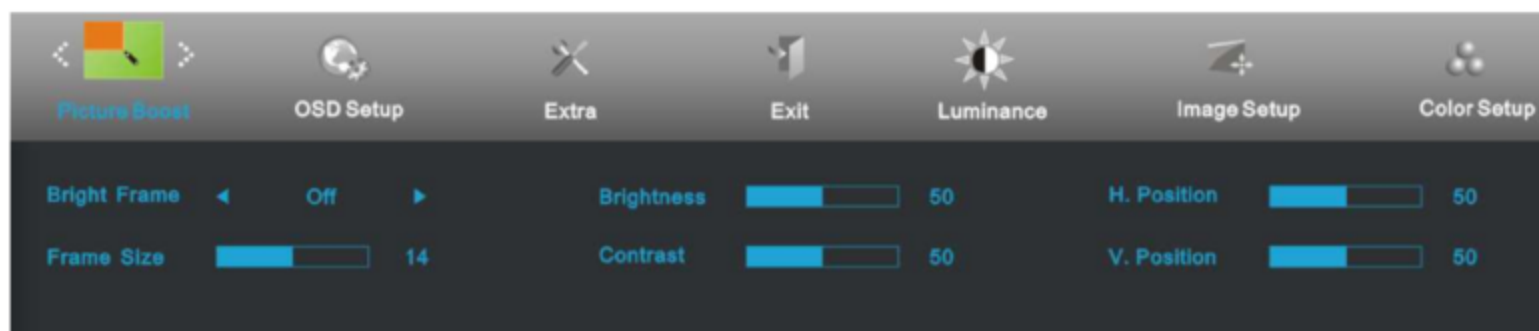 Picture Boost OSD Setup Extra Exit Luminance Image Setup Color Setup
Bright Frame Off Brightness 50 H. Position 50
Frame Size 14 Contrast 50 V. Position 50